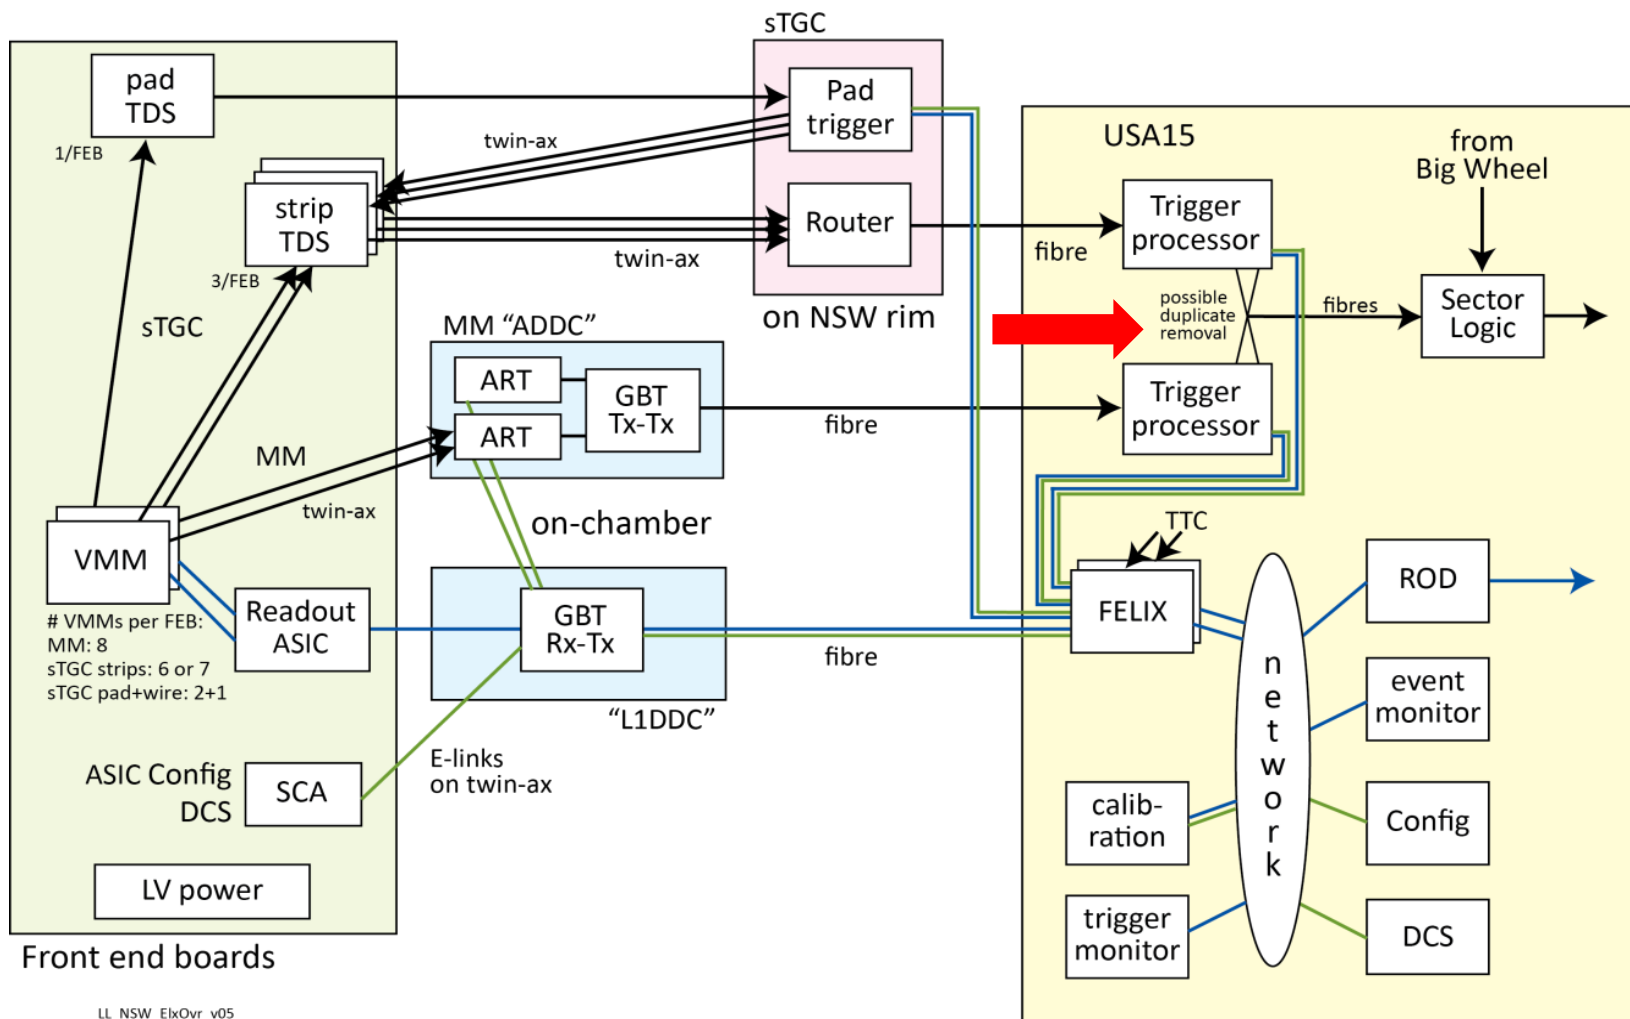 sTGC
pad
TDS
Pad
trigger
twin-ax
1/FEB
USA15
from
Big Wheel
strip
TDS
Router
Trigger
processor
twin-ax
fibre
3/FEB
sTGC
on NSW rim
possible
duplicate
removal
fibres
Sector
Logic
MM “ADDC”
ART
GBT
Tx-Tx
ART
fibre
Trigger
processor
MM
twin-ax
on-chamber
TTC
VMM
Readout
ASIC
GBT
Rx-Tx
FELIX
ROD
# VMMs per FEB:
MM: 8
sTGC strips: 6 or 7
sTGC pad+wire: 2+1
fibre
network
event
monitor
“L1DDC”
E-links
on twin-ax
ASIC Config
DCS
SCA
calib-
ration
Config
LV power
trigger
monitor
DCS
Front end boards
LL_NSW_ElxOvr_v05